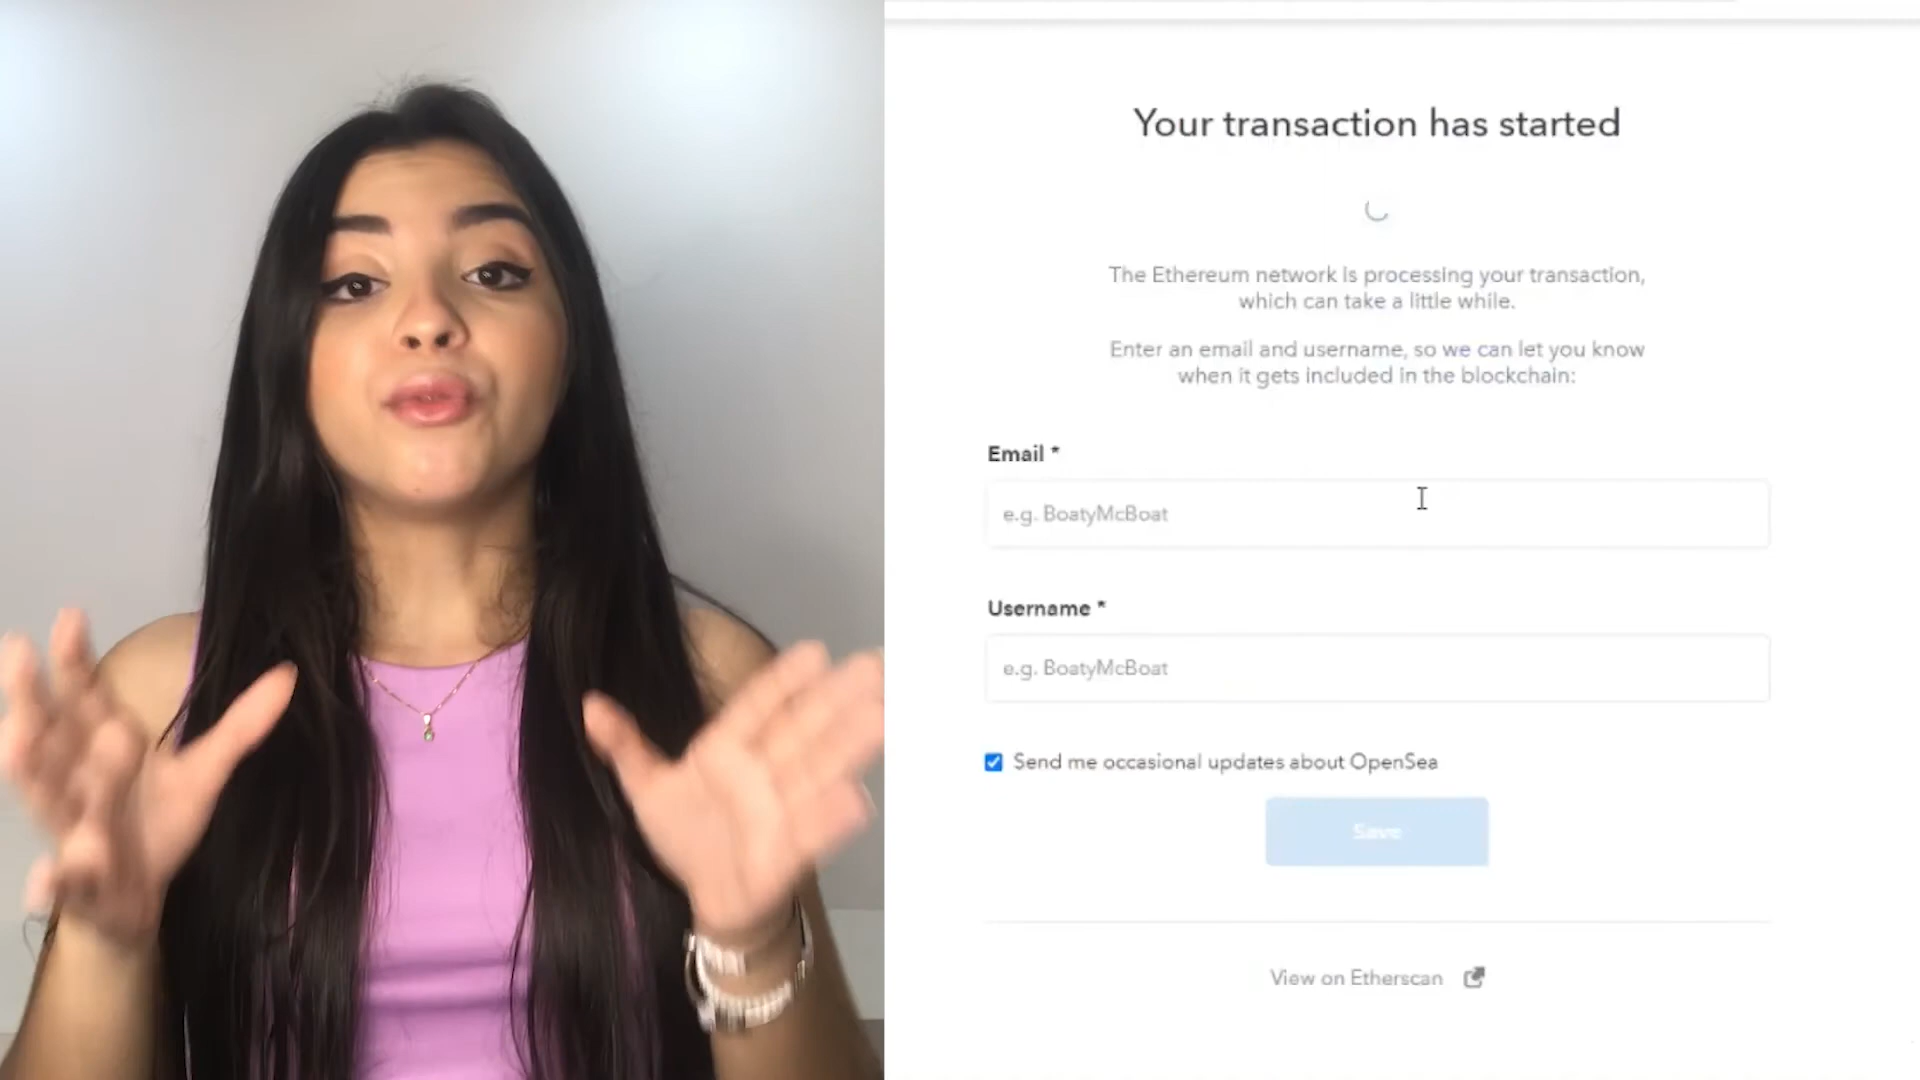 Your transaction has started
The Ethereum network is processing your transaction,
which can take a little while.
Enter an email and username, so we can let you know
when it gets included in the blockchain:
Email *
e.g. BoatyMcBoat
Username *
e.g. BoatyMcBoat
Send me occasional updates about OpenSea
Save
View on Etherscan